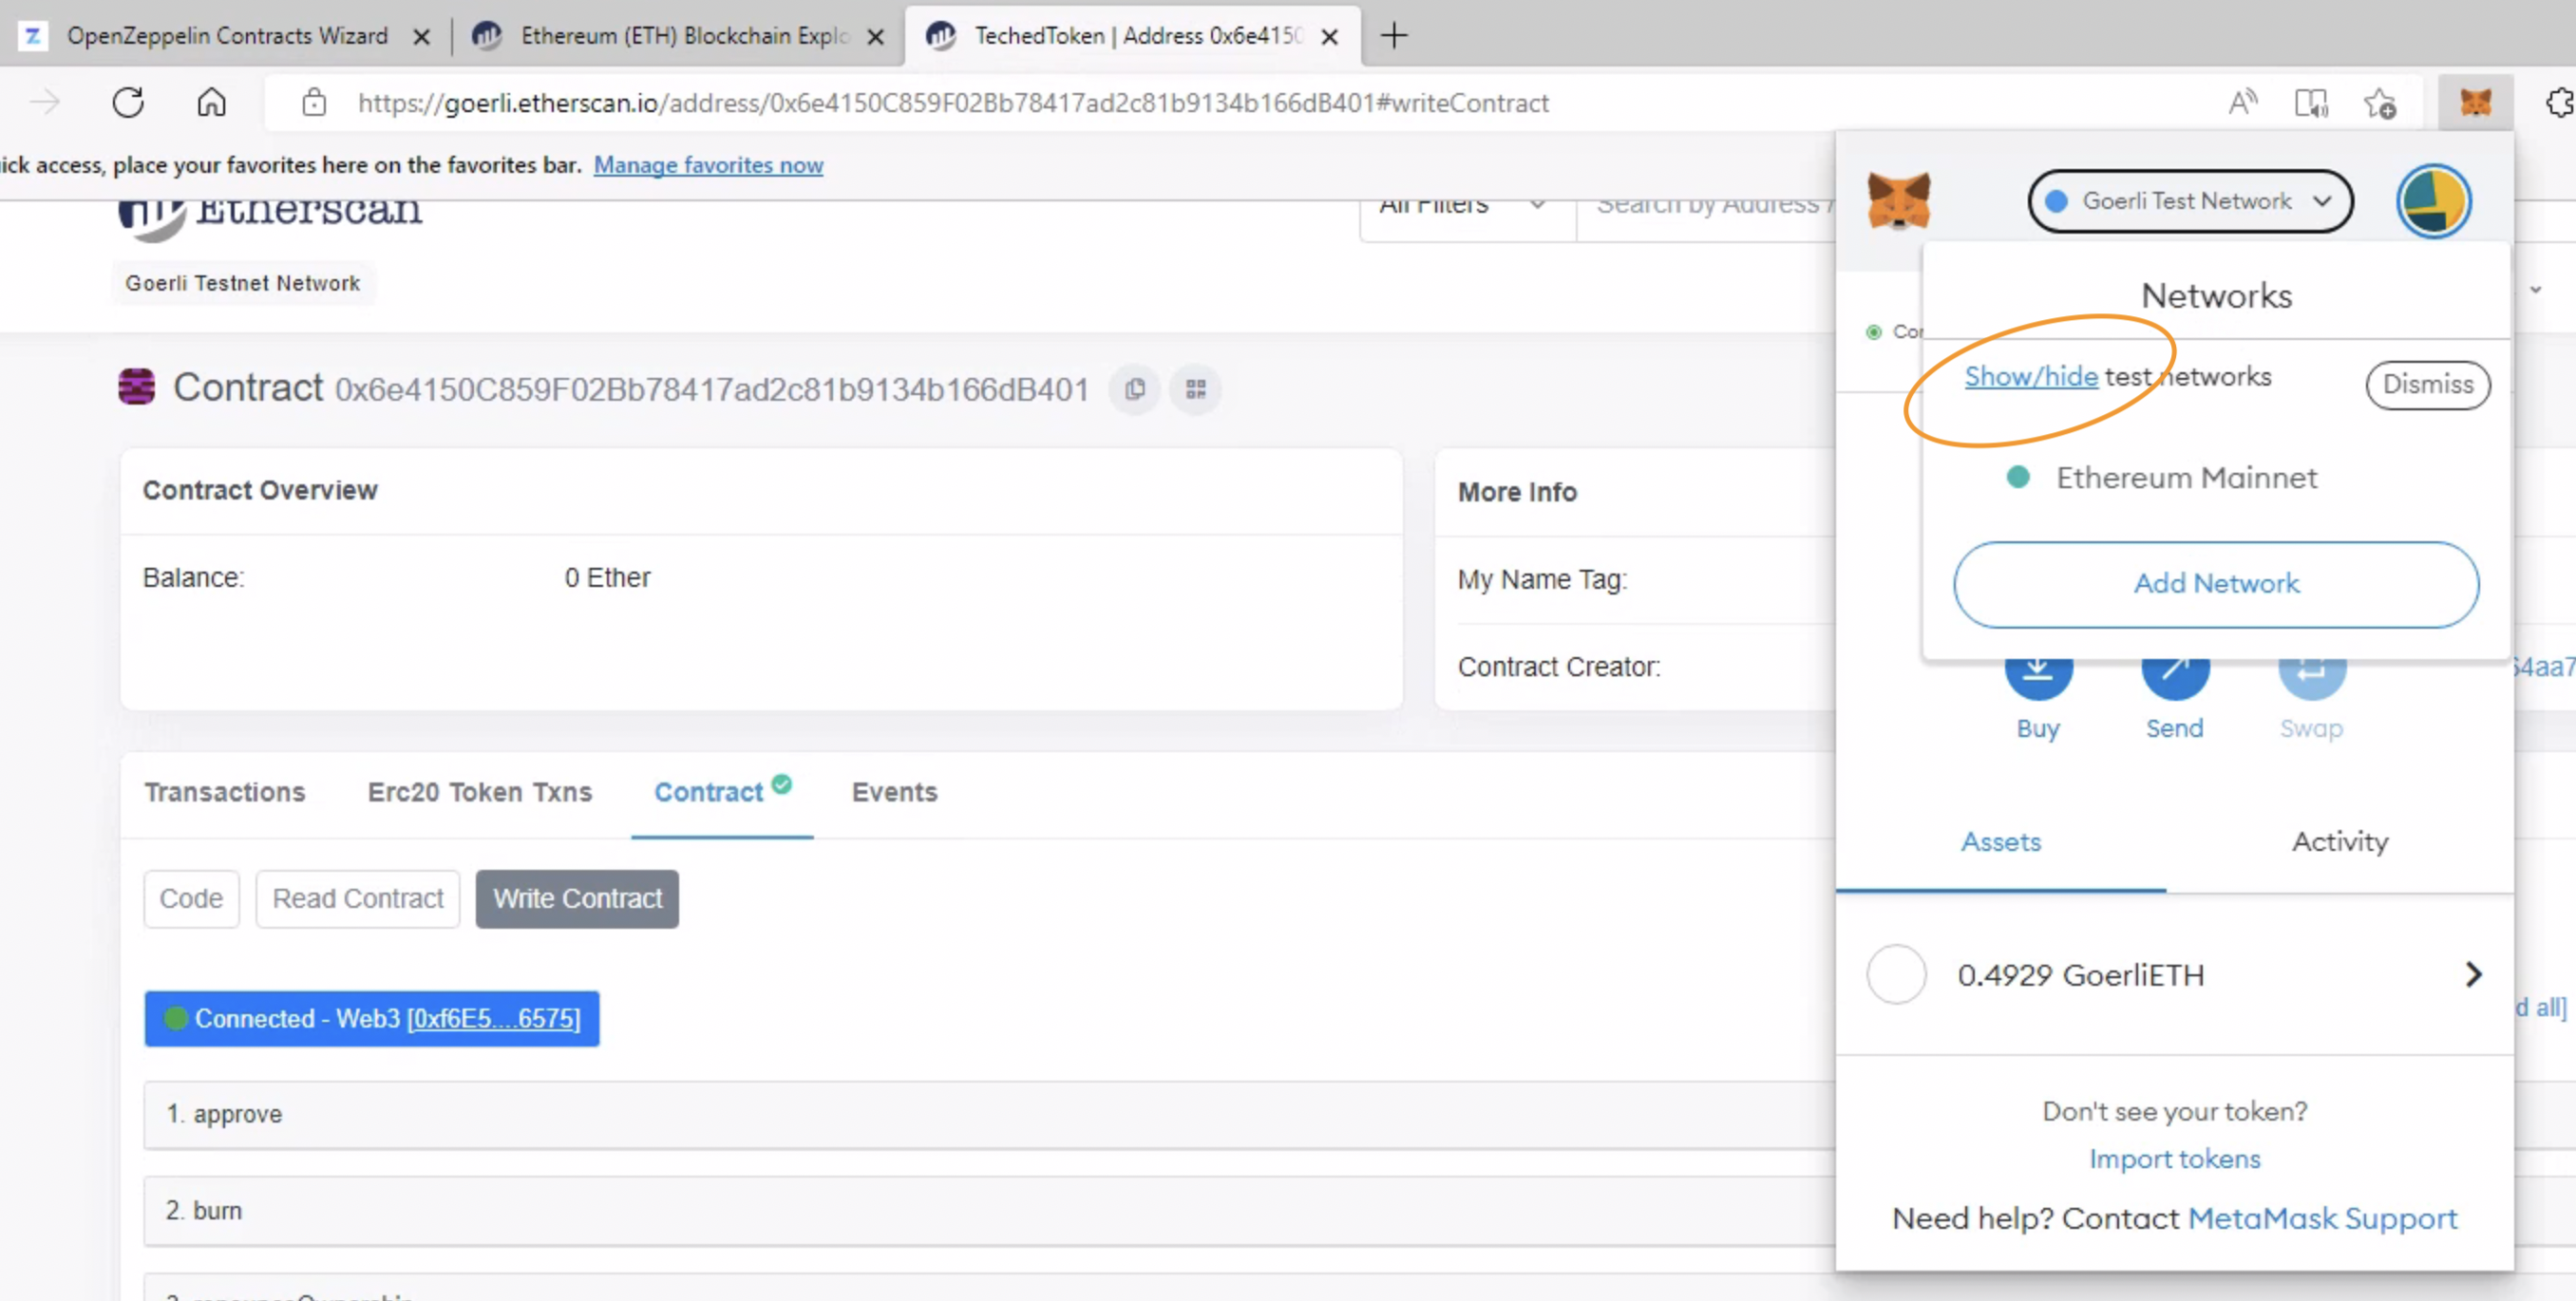 OpenZeppelin Contracts Wizard
Ethereum (ETH) Blockchain Explo
TechedToken | Address 0x6e4150
https://goerli.etherscan.io/address/0x6e4150C859F02Bb78417ad2c81b9134b166dB401#writeContract
ick access, place your favorites here on the favorites bar. Manage favorites now
Etherscan
All Filters
Search by Address /
Goerli Testnet Network
Contract 0x6e4150C859F02Bb78417ad2c81b9134b166dB401
Contract Overview
Balance: 0 Ether
More Info
My Name Tag:
Contract Creator:
64aa7
Transactions Erc20 Token Txns Contract Events
Code Read Contract Write Contract
Connected - Web3 [0xf6E5....6575]
d all]
1. approve
2. burn
3. renounceOwnership
Goerli Test Network
Con
Networks
Show/hide test networks
Dismiss
Ethereum Mainnet
Add Network
Buy Send Swap
Assets Activity
0.4929 GoerliETH
Don't see your token?
Import tokens
Need help? Contact MetaMask Support